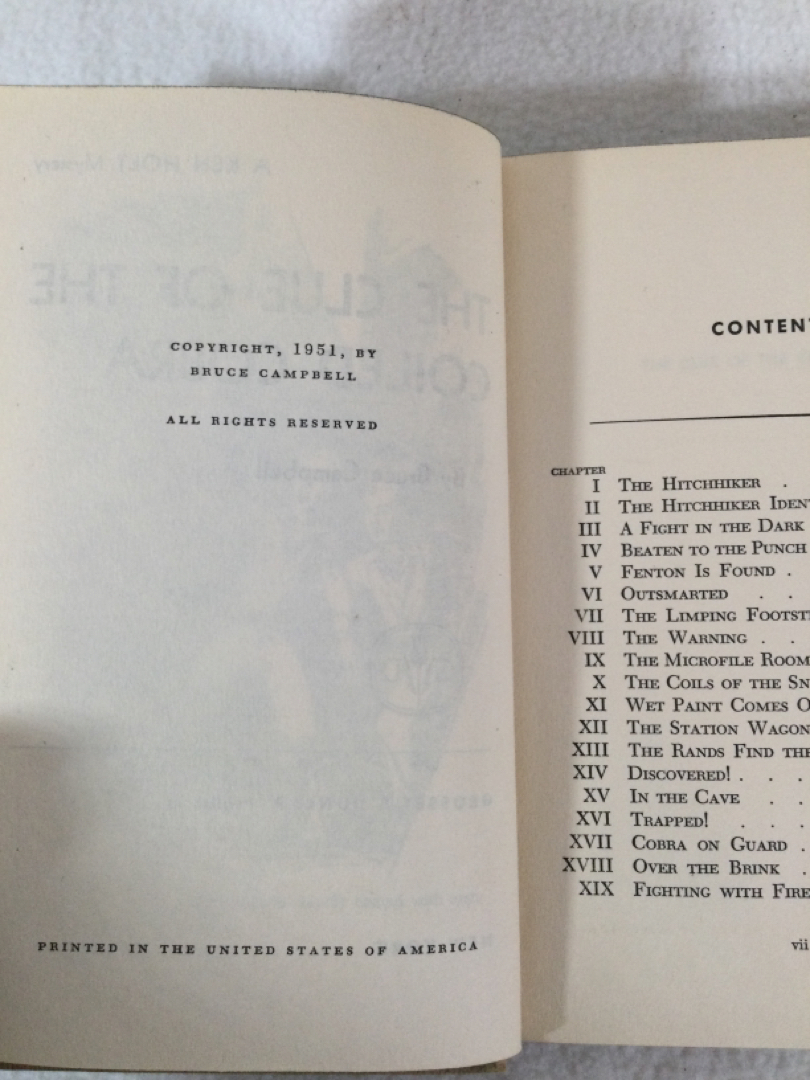 COPYRIGHT, 1951, BY
BRUCE CAMPBELL
ALL RIGHTS RESERVED
PRINTED IN THE UNITED STATES OF AMERICA
CONTEN
CHAPTER
I THE HITCHHIKER .
II THE HITCHHIKER IDEN
III A FIGHT IN THE DARK
IV BEATEN TO THE PUNCH
V FENTON IS FOUND .
VI OUTSMARTED . .
VII THE LIMPING FOOTST
VIII THE WARNING . .
IX THE MICROFILE ROOM
X THE COILS OF THE SN
XI WET PAINT COMES O
XII THE STATION WAGON
XIII THE RANDS FIND THE
XIV DISCOVERED! . . .
XV IN THE CAVE . .
XVI TRAPPED! . . .
XVII COBRA ON GUARD .
XVIII OVER THE BRINK .
XIX FIGHTING WITH FIRE
vii